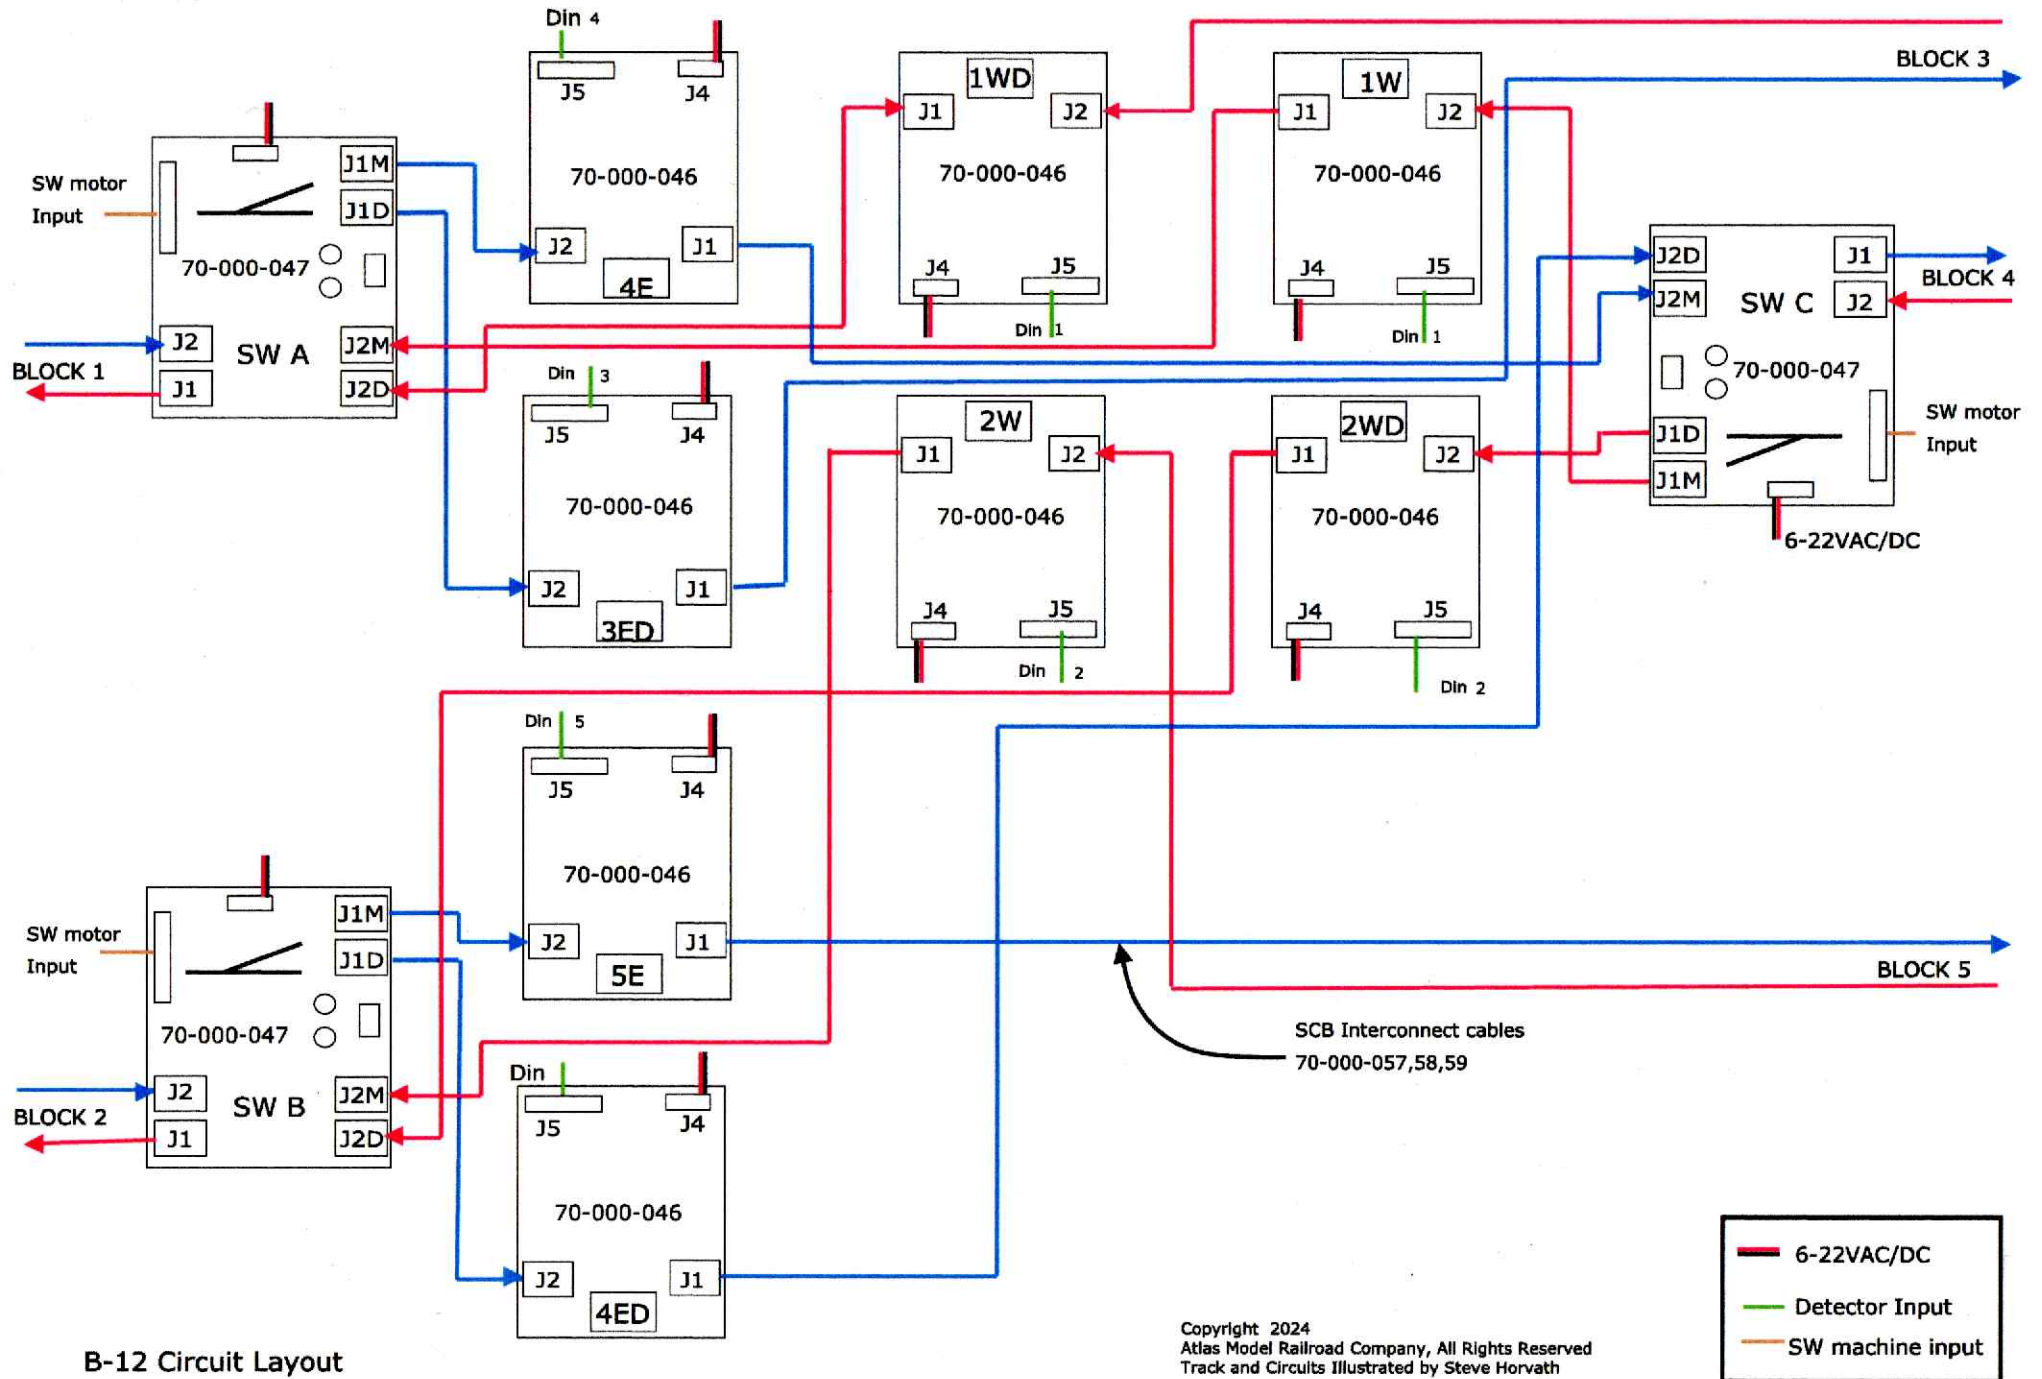 Din 4
J5
J4
70-000-046
J2
J1
4E
1WD
J1
J2
70-000-046
J4
J5
Din 1
1W
J1
J2
70-000-046
J4
J5
Din 1
BLOCK 3
SW motor
Input
J1M
J1D
70-000-047
J2
SW A
J2M
BLOCK 1
J1
J2D
J2D
J1
BLOCK 4
J2M
SW C
J2
70-000-047
SW motor
Input
J1D
J1M
6-22VAC/DC
Din 3
J5
J4
70-000-046
J2
J1
3ED
2W
J1
J2
70-000-046
J4
J5
Din 2
2WD
J1
J2
70-000-046
J4
J5
Din 2
Din 5
J5
J4
70-000-046
J2
J1
5E
BLOCK 5
SW motor
Input
J1M
J1D
70-000-047
J2
SW B
J2M
BLOCK 2
J1
J2D
SCB Interconnect cables
70-000-057,58,59
Din
J5
J4
70-000-046
J2
J1
4ED
6-22VAC/DC
Detector Input
SW machine input
B-12 Circuit Layout
Copyright 2024
Atlas Model Railroad Company, All Rights Reserved
Track and Circuits Illustrated by Steve Horvath